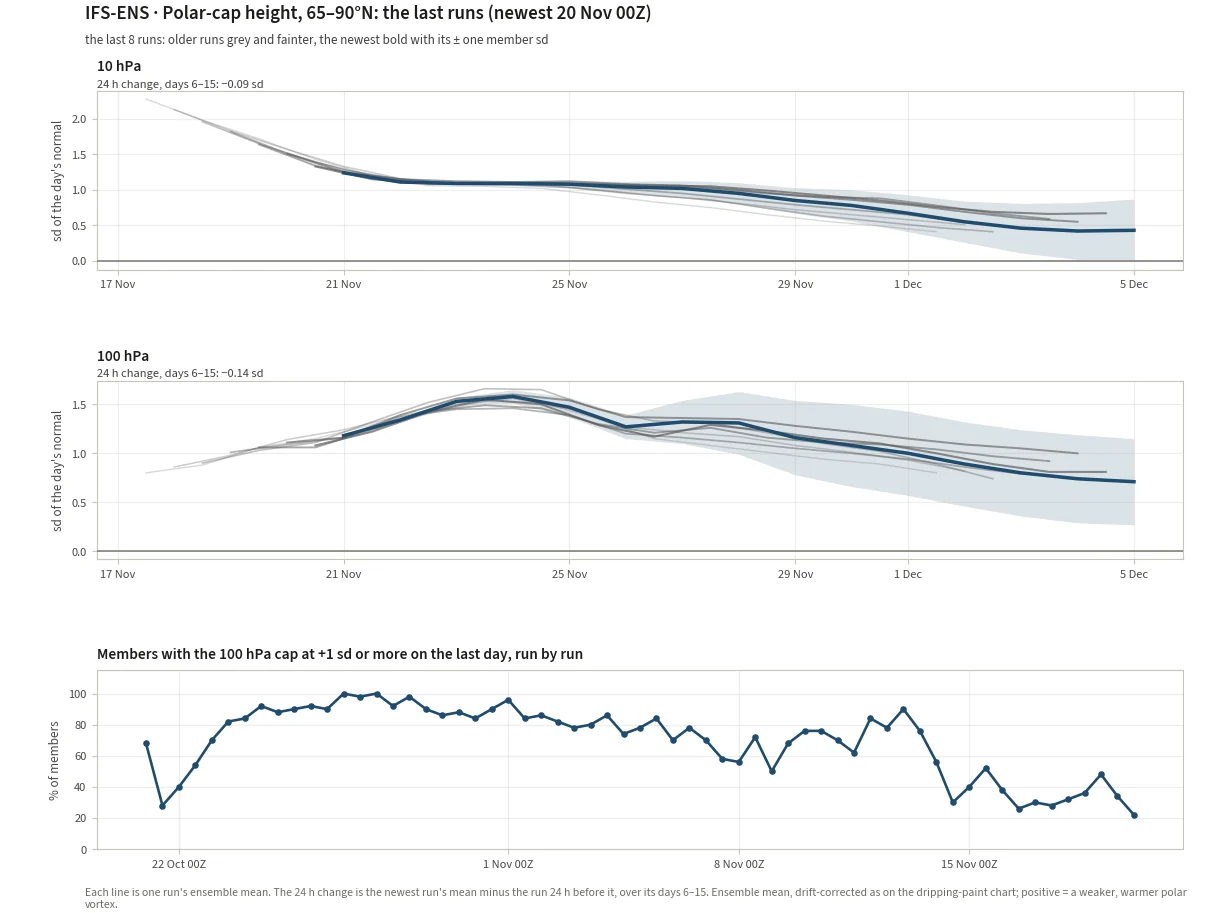 IFS-ENS · Polar-cap height, 65–90°N: the last runs (newest 20 Nov 00Z)
the last 8 runs: older runs grey and fainter, the newest bold with its ± one member sd
10 hPa
24 h change, days 6–15: −0.09 sd
sd of the day's normal
2.0
1.5
1.0
0.5
0.0
17 Nov 21 Nov 25 Nov 29 Nov 1 Dec 5 Dec
100 hPa
24 h change, days 6–15: −0.14 sd
sd of the day's normal
1.5
1.0
0.5
0.0
17 Nov 21 Nov 25 Nov 29 Nov 1 Dec 5 Dec
Members with the 100 hPa cap at +1 sd or more on the last day, run by run
% of members
100
80
60
40
20
0
22 Oct 00Z 1 Nov 00Z 8 Nov 00Z 15 Nov 00Z
Each line is one run's ensemble mean. The 24 h change is the newest run's mean minus the run 24 h before it, over its days 6–15. Ensemble mean, drift-corrected as on the dripping-paint chart; positive = a weaker, warmer polar
vortex.